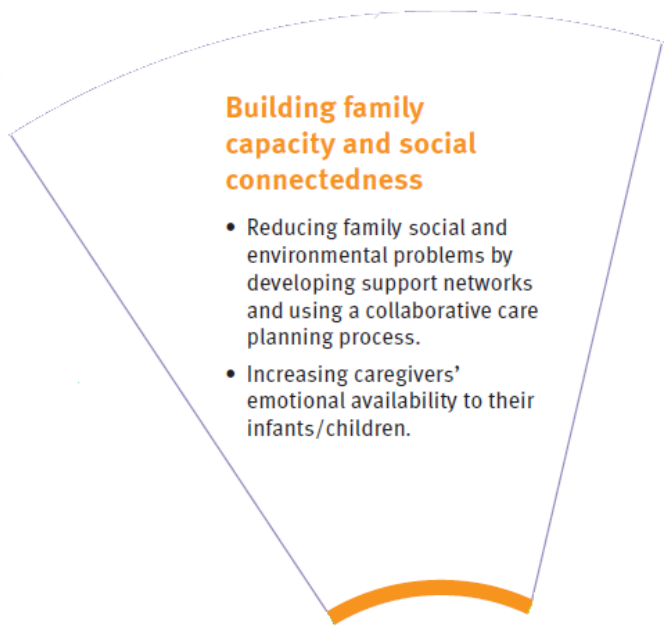 Building family
capacity and social
connectedness
• Reducing family social and
environmental problems by
developing support networks
and using a collaborative care
planning process.
• Increasing caregivers’
emotional availability to their
infants/children.